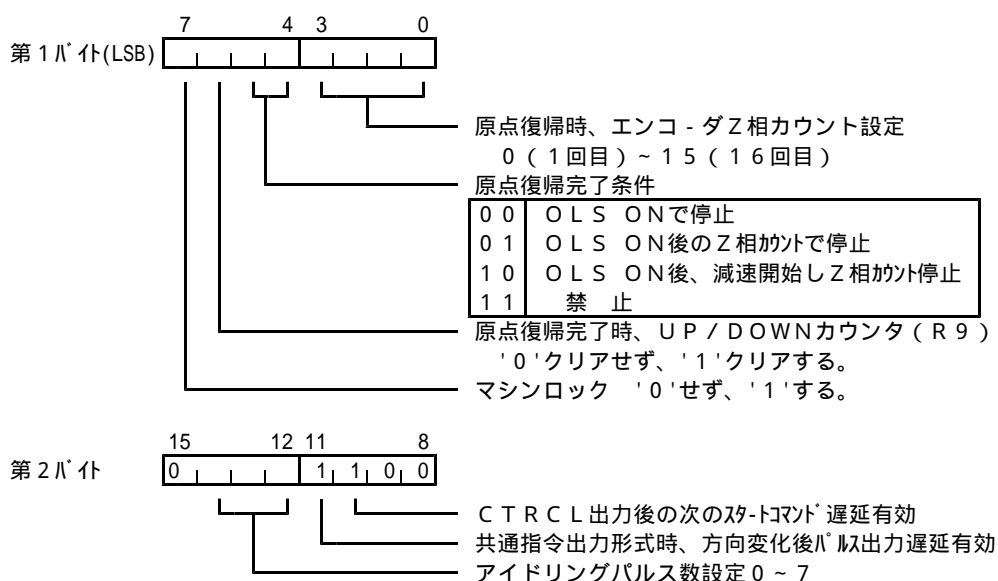 7 4 3 0
第1バイト(LSB)
原点復帰時、エンコ-ダZ相カウント設定
0(1回目)~15(16回目)
原点復帰完了条件
00 OLS ONで停止
01 OLS ON後のZ相カウントで停止
10 OLS ON後、減速開始しZ相カウント停止
11 禁 止
原点復帰完了時、UP/DOWNカウンタ(R9)
'0'クリアせず、'1'クリアする。
マシンロック '0'せず、'1'する。
15 12 11 8
第2バイト 0 1 1 0 0
CTRCL出力後の次のスタートコマンド遅延有効
共通指令出力形式時、方向変化後パルス出力遅延有効
アイドリングパルス数設定0~7